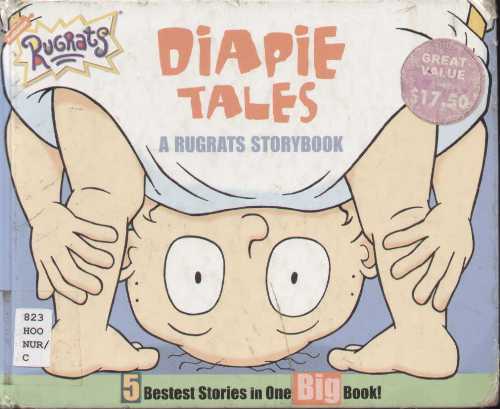 RUGRATS
DiAPiE
TALES
A RUGRATS STORYBOOK
GREAT
VALUE
$17.50
823
HOO
NUR/
C
5 Bestest Stories in One Big Book!